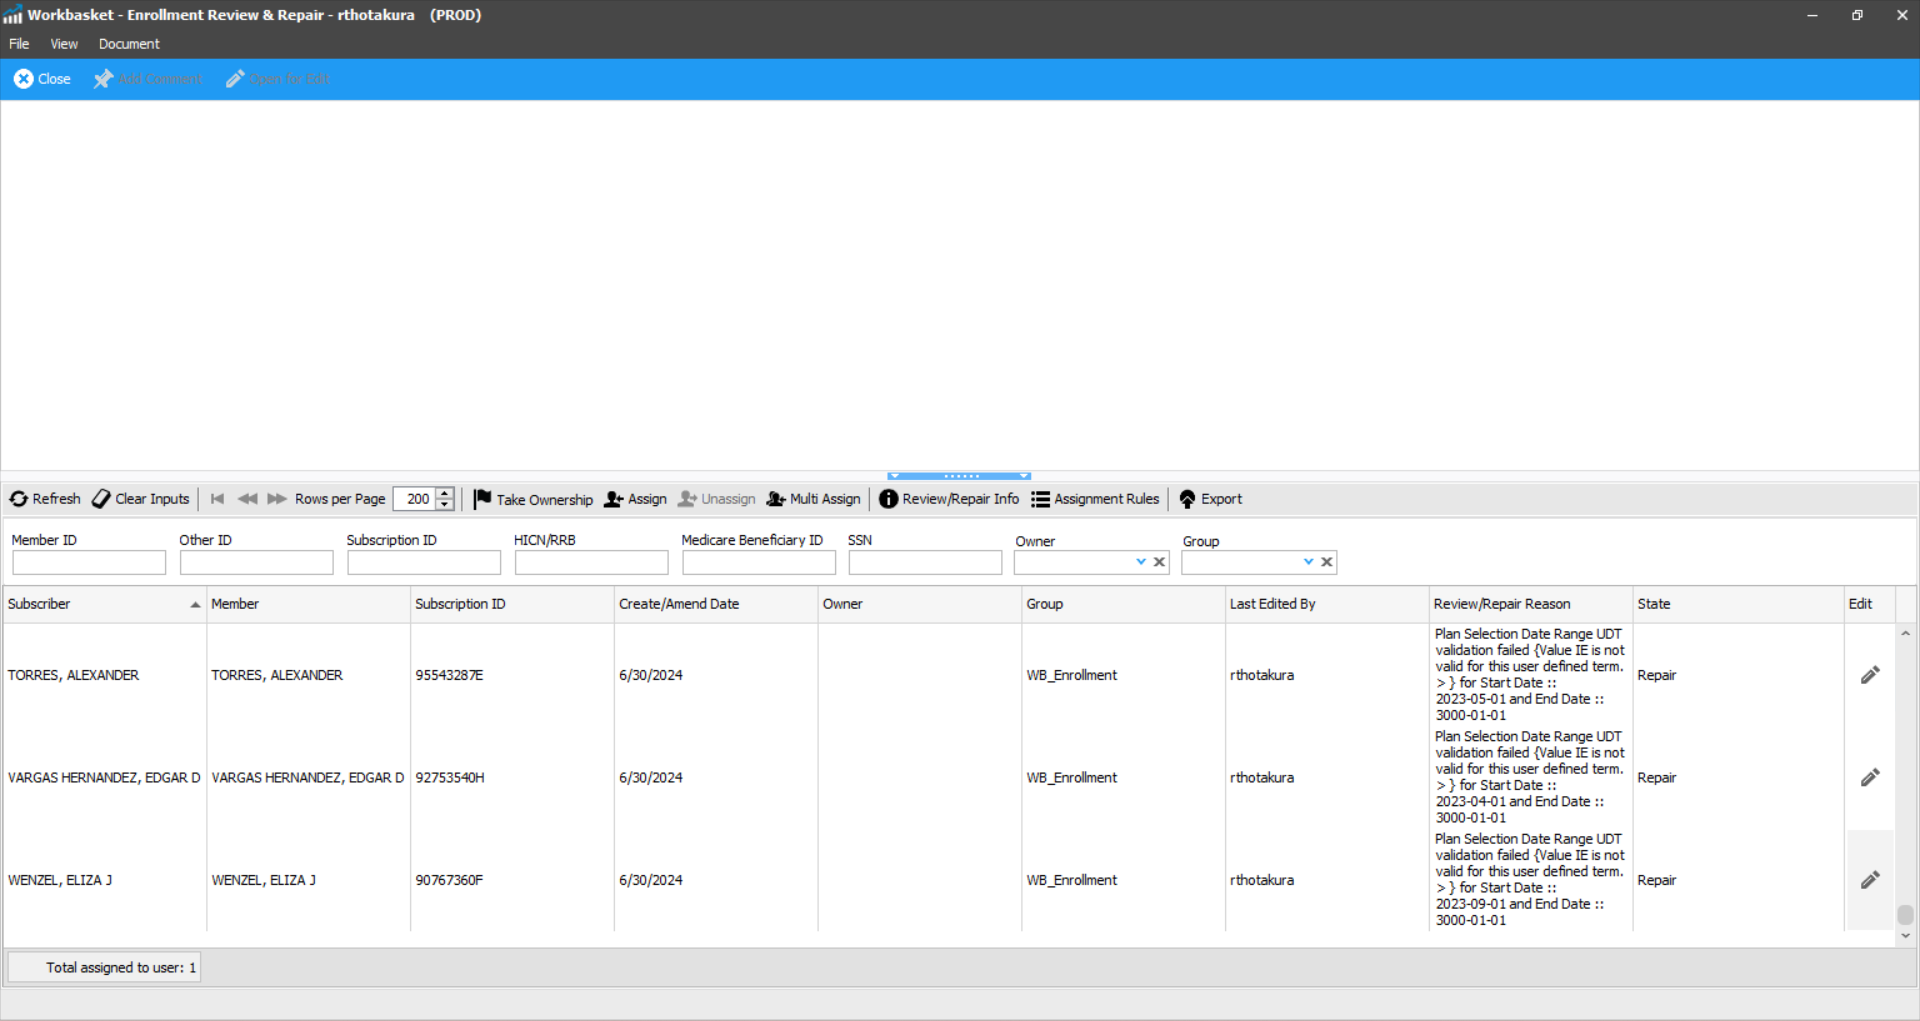 Workbasket - Enrollment Review & Repair - rthotakura (PROD)
File View Document
Close Add Comment Open for Edit
Refresh Clear Inputs Rows per Page 200 Take Ownership Assign Unassign Multi Assign Review/Repair Info Assignment Rules Export
Member ID Other ID Subscription ID HICN/RRB Medicare Beneficiary ID SSN Owner Group
Subscriber Member Subscription ID Create/Amend Date Owner Group Last Edited By Review/Repair Reason State Edit
TORRES, ALEXANDER TORRES, ALEXANDER 95543287E 6/30/2024 WB_Enrollment rthotakura
Plan Selection Date Range UDT
validation failed {Value IE is not
valid for this user defined term.
> } for Start Date ::
2023-05-01 and End Date ::
3000-01-01
Repair
VARGAS HERNANDEZ, EDGAR D VARGAS HERNANDEZ, EDGAR D 92753540H 6/30/2024 WB_Enrollment rthotakura
Plan Selection Date Range UDT
validation failed {Value IE is not
valid for this user defined term.
> } for Start Date ::
2023-04-01 and End Date ::
3000-01-01
Repair
WENZEL, ELIZA J WENZEL, ELIZA J 90767360F 6/30/2024 WB_Enrollment rthotakura
Plan Selection Date Range UDT
validation failed {Value IE is not
valid for this user defined term.
> } for Start Date ::
2023-09-01 and End Date ::
3000-01-01
Repair
Total assigned to user: 1